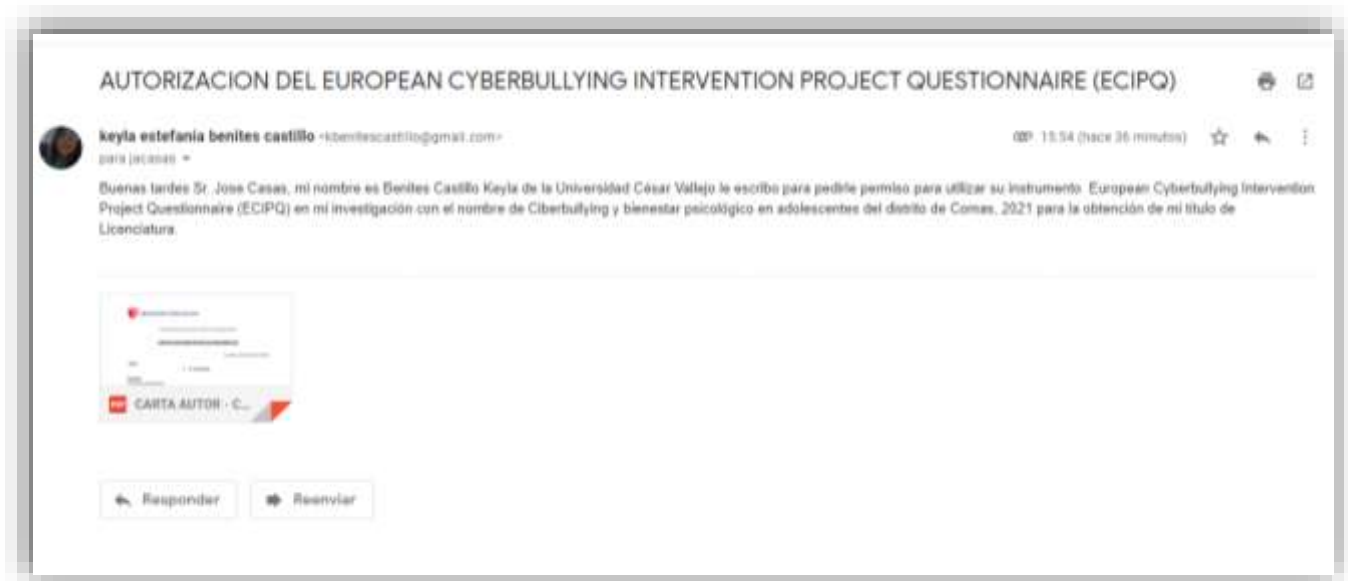 AUTORIZACION DEL EUROPEAN CYBERBULLYING INTERVENTION PROJECT QUESTIONNAIRE (ECIPQ)
keyla estefania benites castillo <kbenitescastillo@gmail.com>
15:54 (hace 36 minutos)
para jacasas
Buenas tardes Sr. Jose Casas, mi nombre es Benites Castillo Keyla de la Universidad César Vallejo le escribo para pedirle permiso para utilizar su instrumento European Cyberbullying Intervention
Project Questionnaire (ECIPQ) en mi investigación con el nombre de Ciberbullying y bienestar psicológico en adolescentes del distrito de Comas, 2021 para la obtención de mi título de
Licenciatura.
PDF CARTA AUTOR - C...
Responder
Reenviar